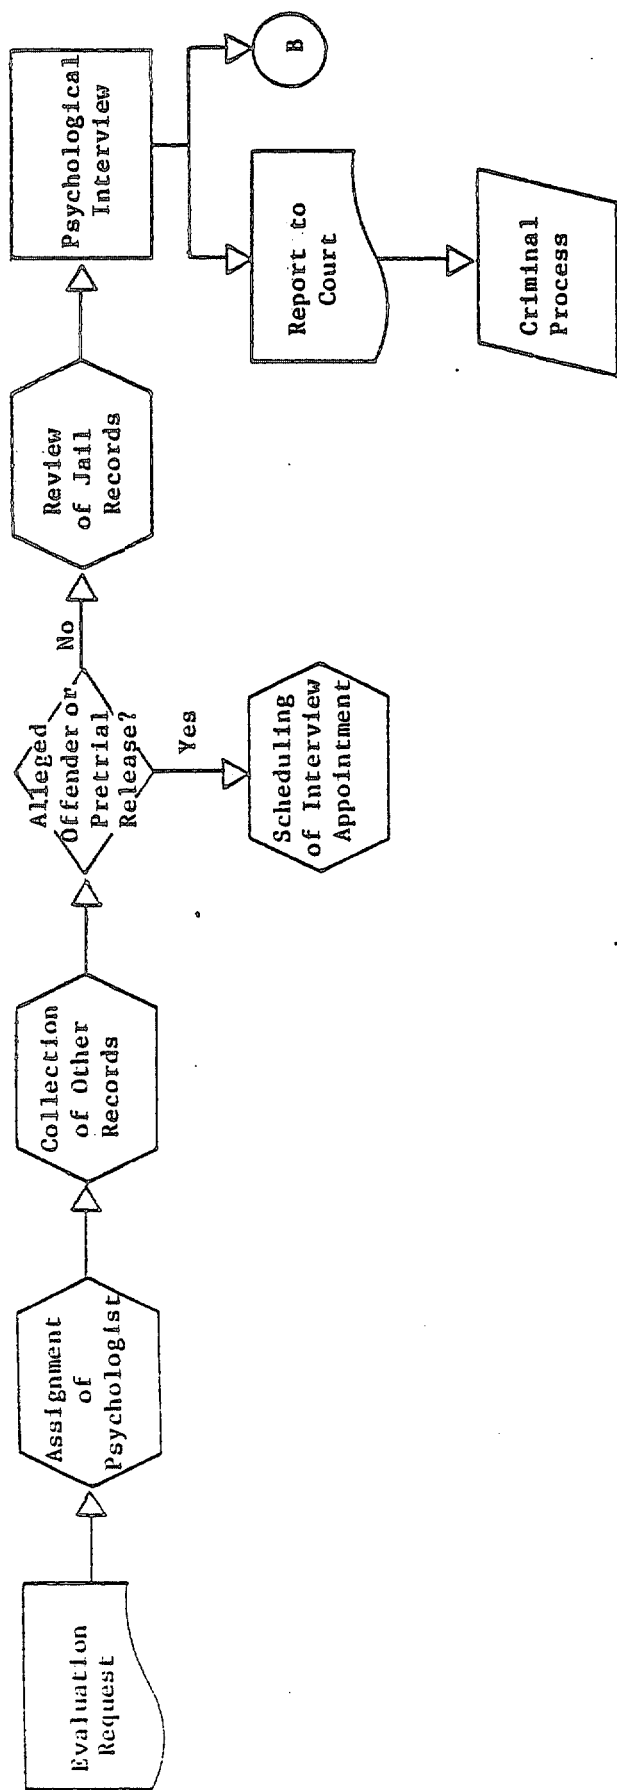 Evaluation
Request
Assignment
of
Psychologist
Collection
of Other
Records
Alleged
Offender or
Pretrial
Release?
No
Yes
Scheduling
of Interview
Appointment
Review
of Jail
Records
Psychological
Interview
B
Report to
Court
Criminal
Process